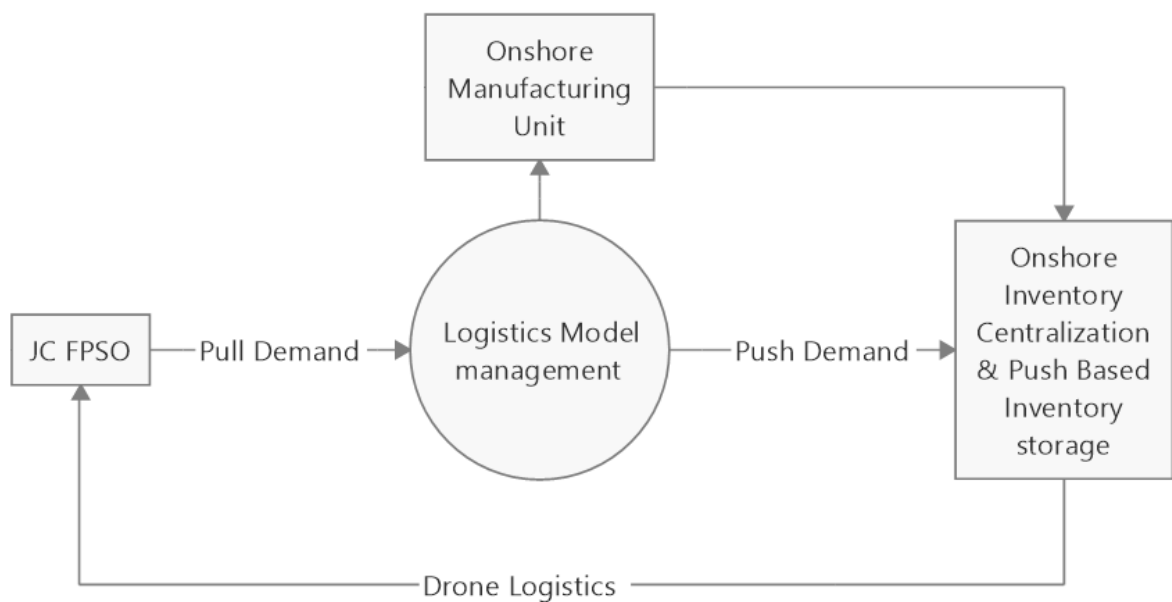 Onshore
Manufacturing
Unit
JC FPSO
Pull Demand
Logistics Model
management
Push Demand
Onshore
Inventory
Centralization
& Push Based
Inventory
storage
Drone Logistics